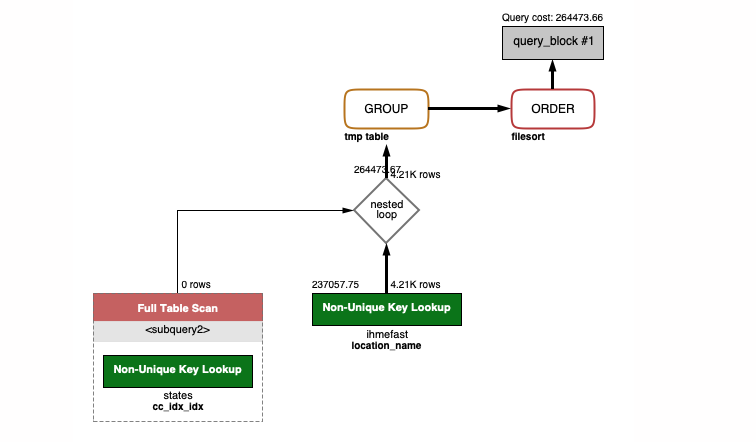 Query cost: 264473.66
query_block #1
GROUP
ORDER
tmp table
filesort
264473.67
4.21K rows
nested
loop
0 rows
237057.75
4.21K rows
Full Table Scan
Non-Unique Key Lookup
<subquery2>
ihmefast
location_name
Non-Unique Key Lookup
states
cc_idx_idx